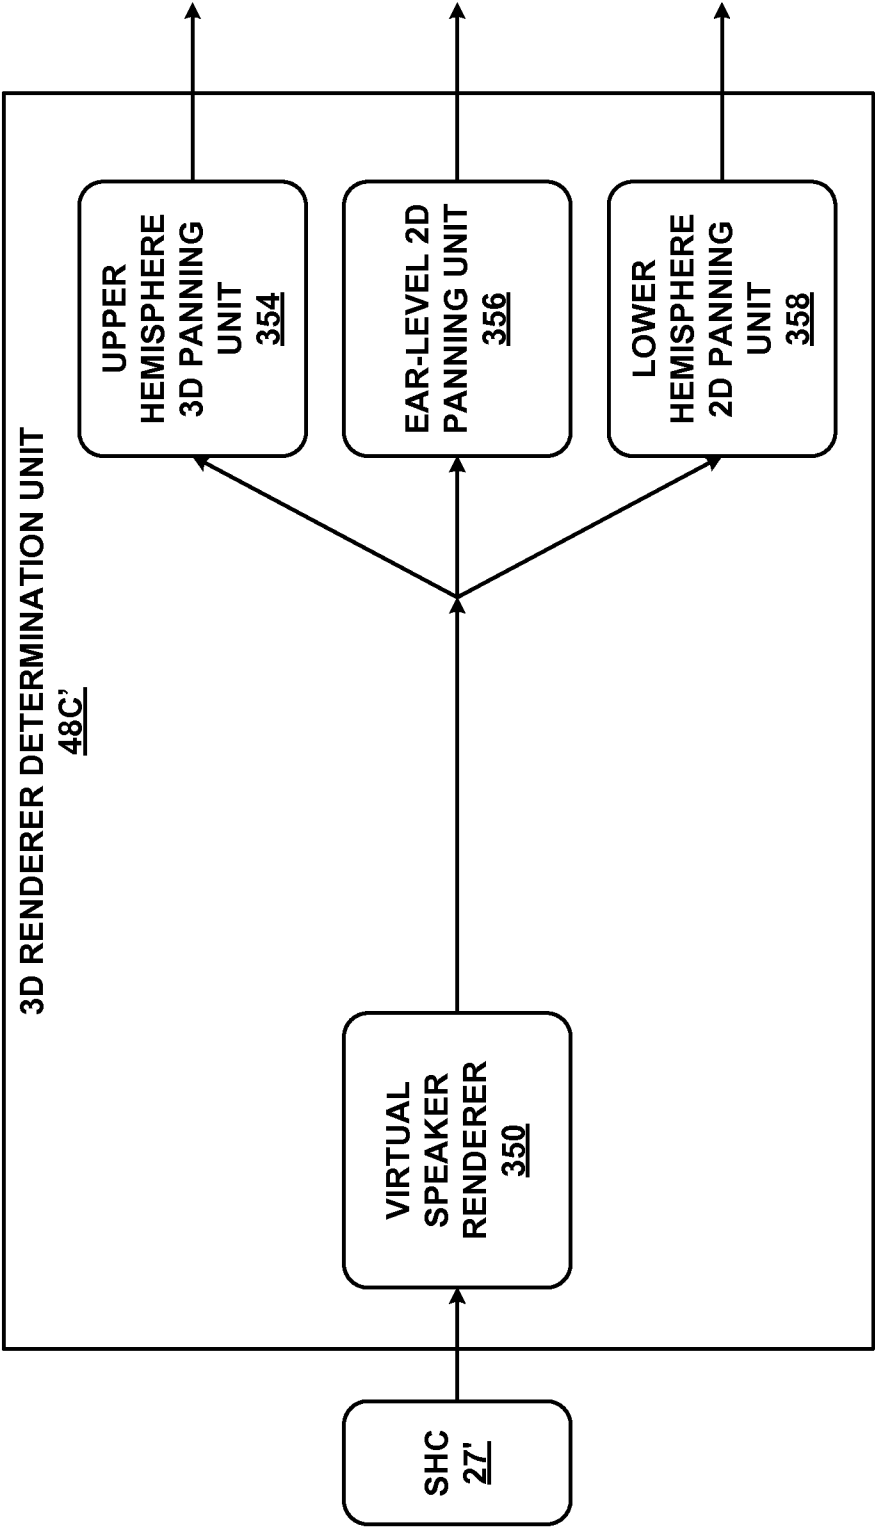 3D RENDERER DETERMINATION UNIT
48C’
SHC
27'
VIRTUAL
SPEAKER
RENDERER
350
UPPER
HEMISPHERE
3D PANNING
UNIT
354
EAR-LEVEL 2D
PANNING UNIT
356
LOWER
HEMISPHERE
2D PANNING
UNIT
358